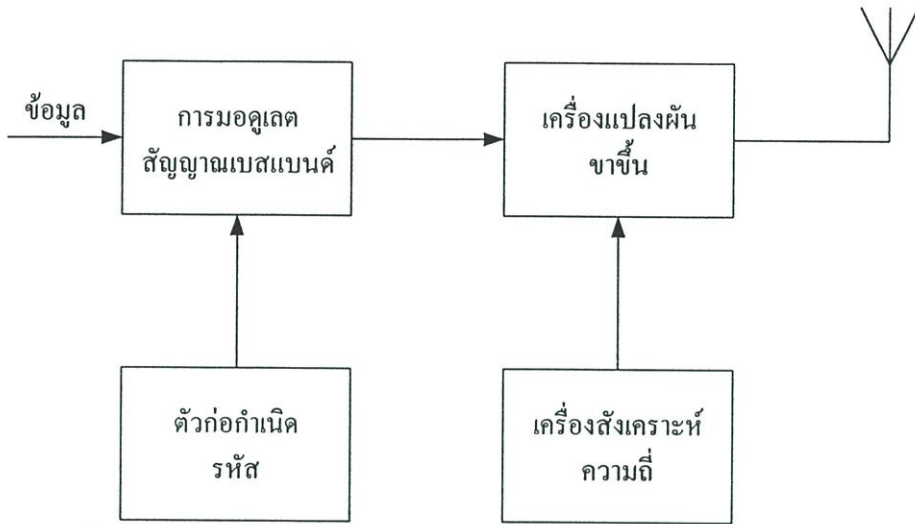 ข้อมูล
การมอดูเลต
สัญญาณเบสแบนด์
เครื่องแปลงผัน
ขาขึ้น
ตัวก่อกำเนิด
รหัส
เครื่องสังเคราะห์
ความถี่